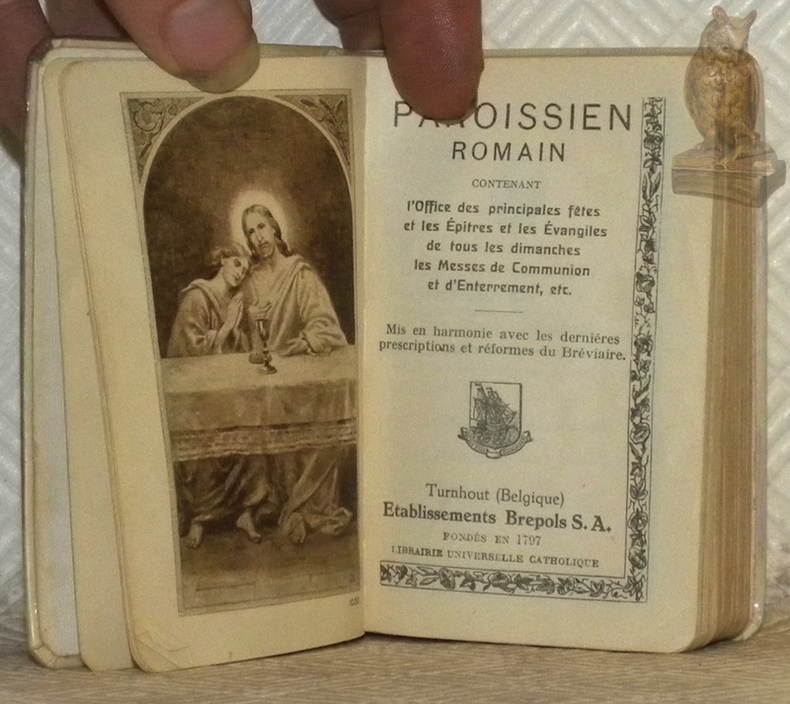 PAROISSIEN
ROMAIN
CONTENANT
l'Office des principales fêtes
et les Épitres et les Évangiles
de tous les dimanches
les Messes de Communion
et d'Enterrement, etc.
Mis en harmonie avec les dernières
prescriptions et réformes du Bréviaire.
Turnhout (Belgique)
Etablissements Brepols S. A.
FONDÉS EN 1797
LIBRAIRIE UNIVERSELLE CATHOLIQUE